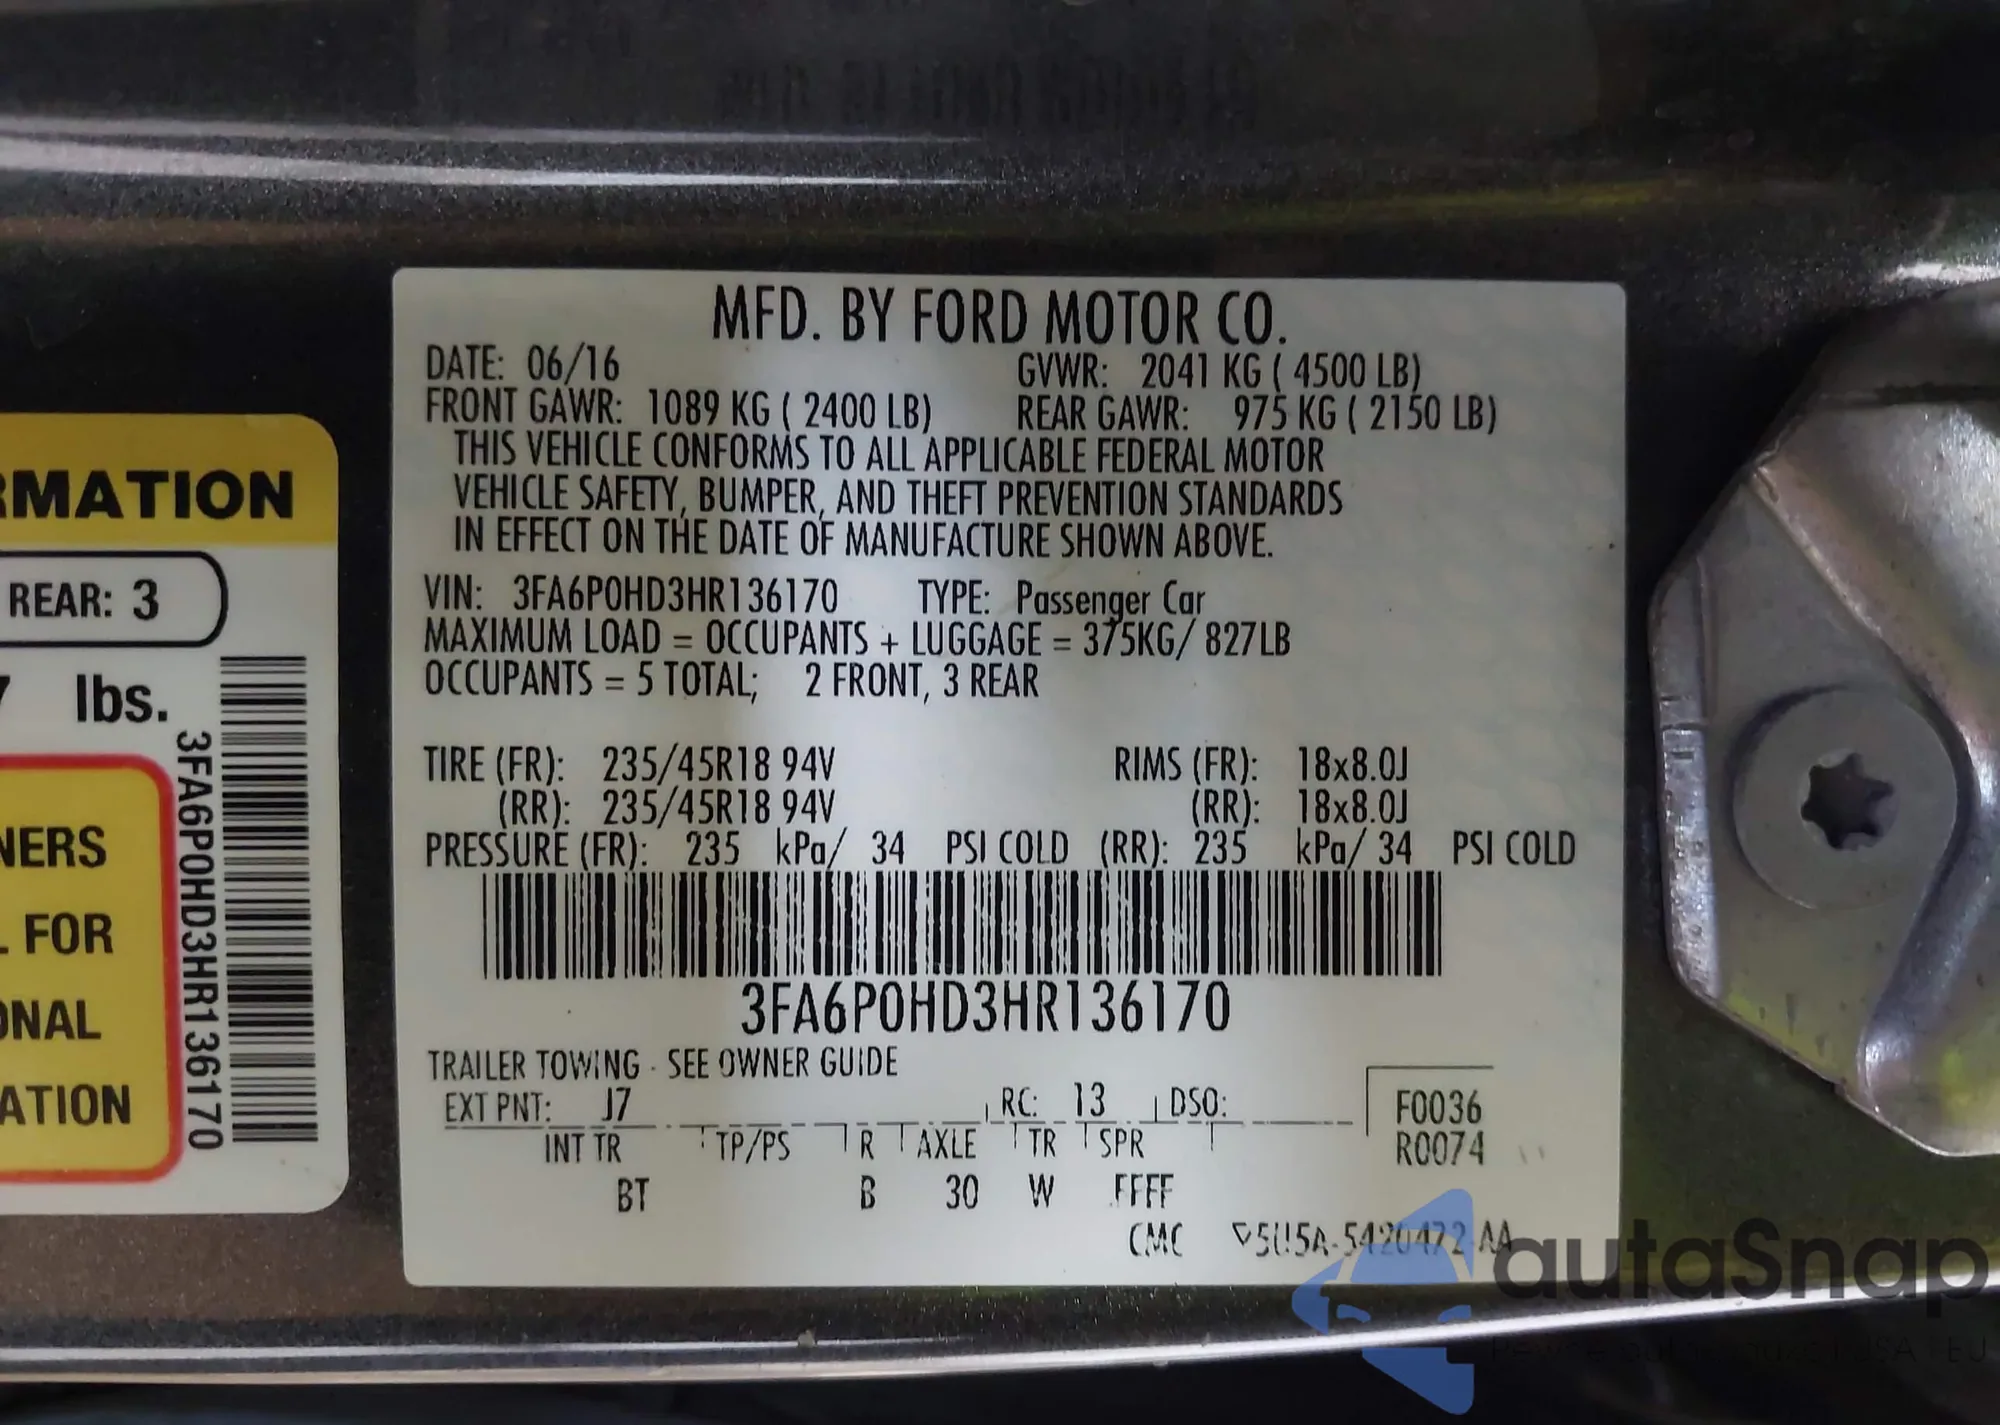 RMATION
REAR: 3
lbs.
3FA6P0HD3HR136170
NERS
FOR
ONAL
ATION
MFD. BY FORD MOTOR CO.
DATE: 06/16 GVWR: 2041 KG ( 4500 LB)
FRONT GAWR: 1089 KG ( 2400 LB) REAR GAWR: 975 KG ( 2150 LB)
THIS VEHICLE CONFORMS TO ALL APPLICABLE FEDERAL MOTOR
VEHICLE SAFETY, BUMPER, AND THEFT PREVENTION STANDARDS
IN EFFECT ON THE DATE OF MANUFACTURE SHOWN ABOVE.
VIN: 3FA6P0HD3HR136170 TYPE: Passenger Car
MAXIMUM LOAD = OCCUPANTS + LUGGAGE = 375KG/ 827LB
OCCUPANTS = 5 TOTAL; 2 FRONT, 3 REAR
TIRE (FR): 235/45R18 94V RIMS (FR): 18x8.0J
(RR): 235/45R18 94V (RR): 18x8.0J
PRESSURE (FR): 235 kPa/ 34 PSI COLD (RR): 235 kPa/ 34 PSI COLD
3FA6P0HD3HR136170
TRAILER TOWING - SEE OWNER GUIDE
EXT PNT: J7 RC: 13 DSO: F0036
INT TR TP/PS R AXLE TR SPR R0074
BT B 30 W FFFF
CMC
autaSnap